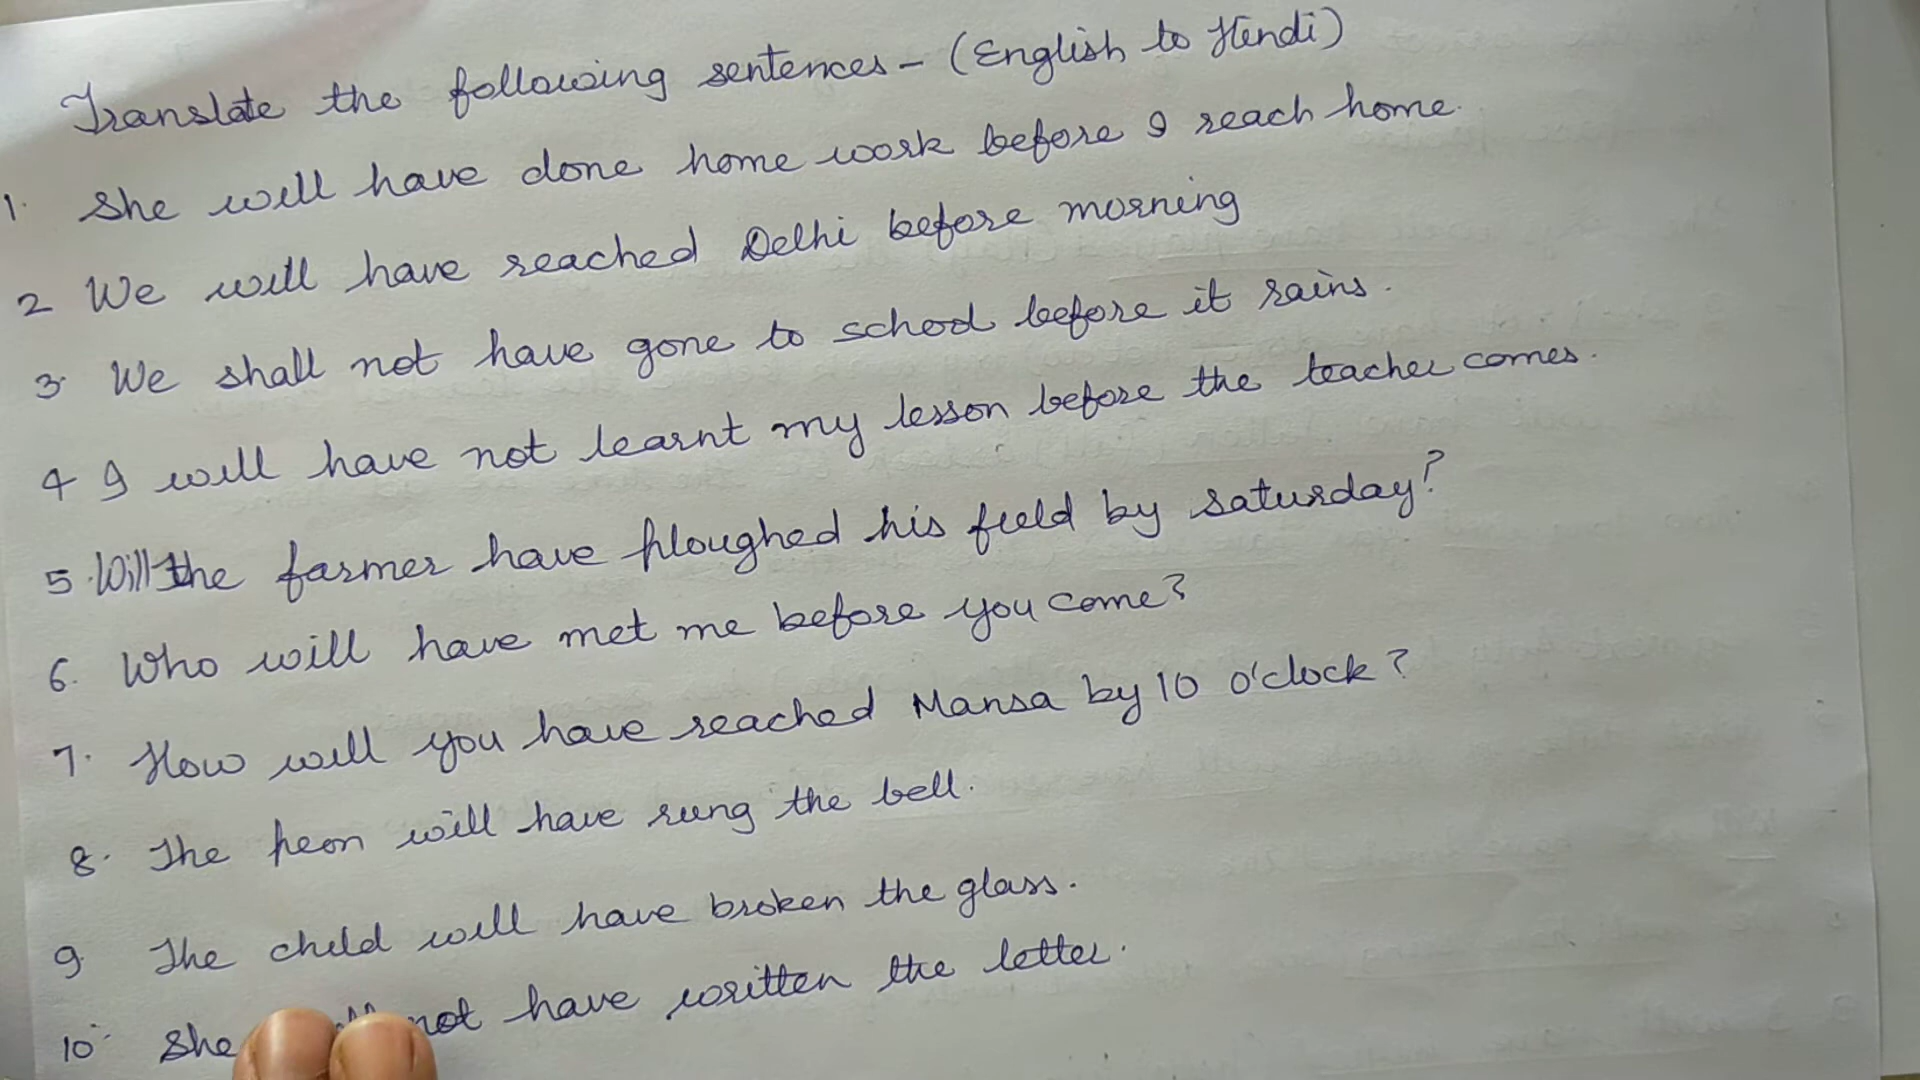 Translate the following sentences - (English to Hindi)
1. She will have done home work before I reach home.
2 We will have reached Delhi before morning
3. We shall not have gone to school before it rains.
4 I will have not learnt my lesson before the teacher comes.
5. Will the farmer have ploughed his field by saturday?
6. Who will have met me before you come?
7. How will you have reached Mansa by 10 o'clock?
8. The peon will have rung the bell.
9 The child will have broken the glass.
10. She not have written the letter.